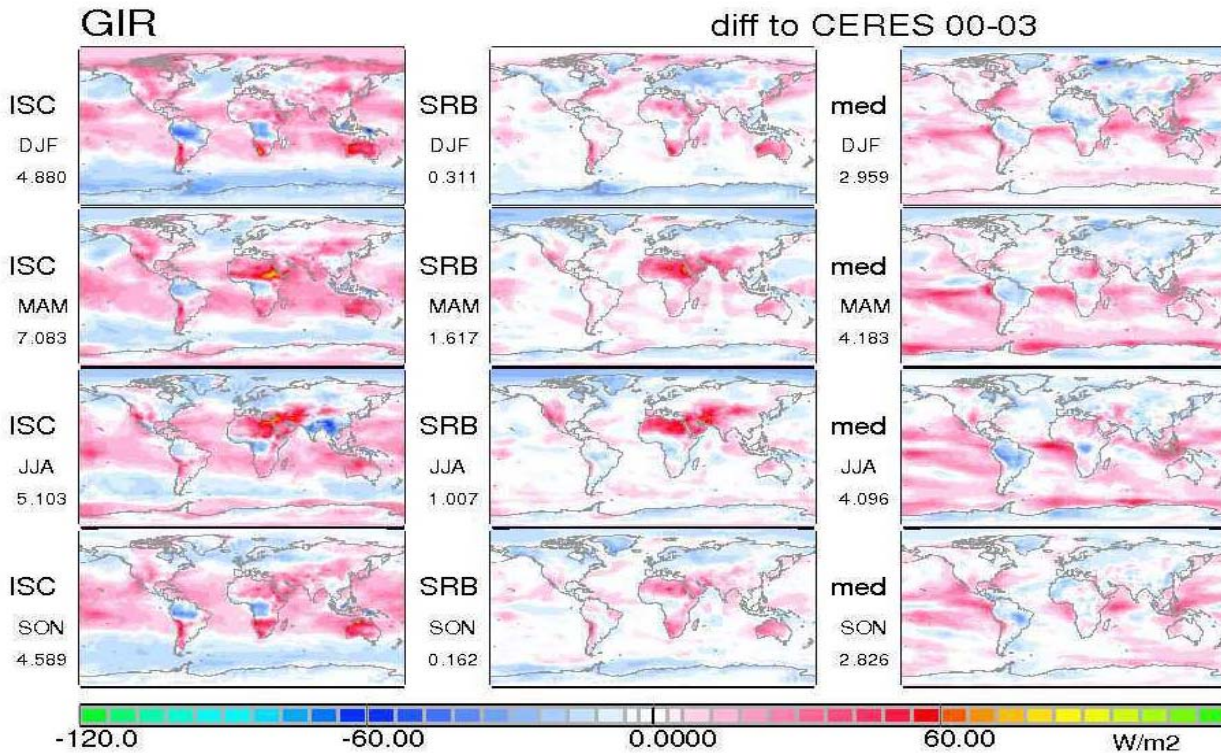 GIR diff to CERES 00-03
ISC SRB med
DJF DJF DJF
4.880 0.311 2.959
ISC SRB med
MAM MAM MAM
7.083 1.617 4.183
ISC SRB med
JJA JJA JJA
5.103 1.007 4.096
ISC SRB med
SON SON SON
4.589 0.162 2.826
-120.0 -60.00 0.0000 60.00 W/m2